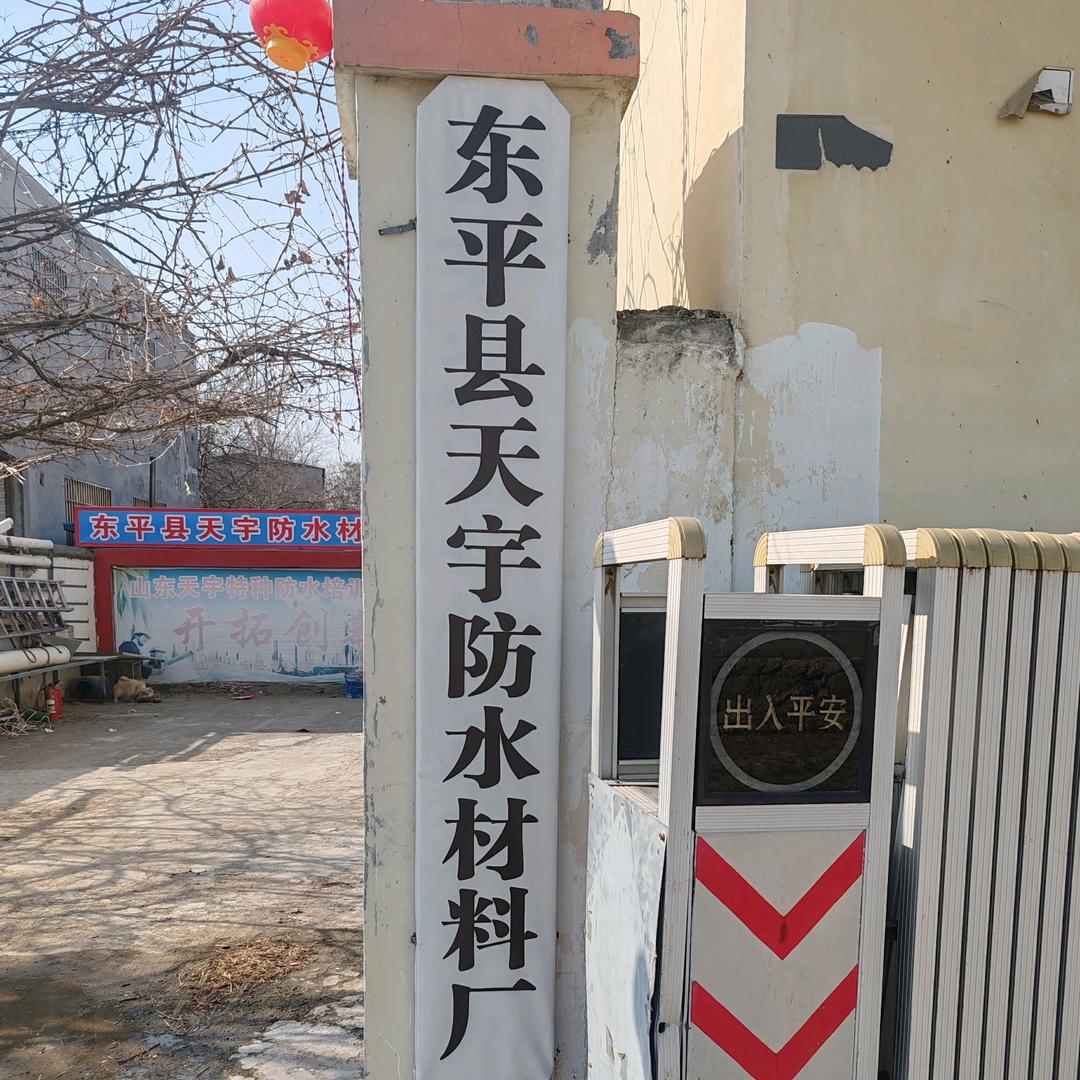 东平县天宇防水材料厂
东平县天宇防水材
山东天宇特种防水培训
开拓创
出入平安